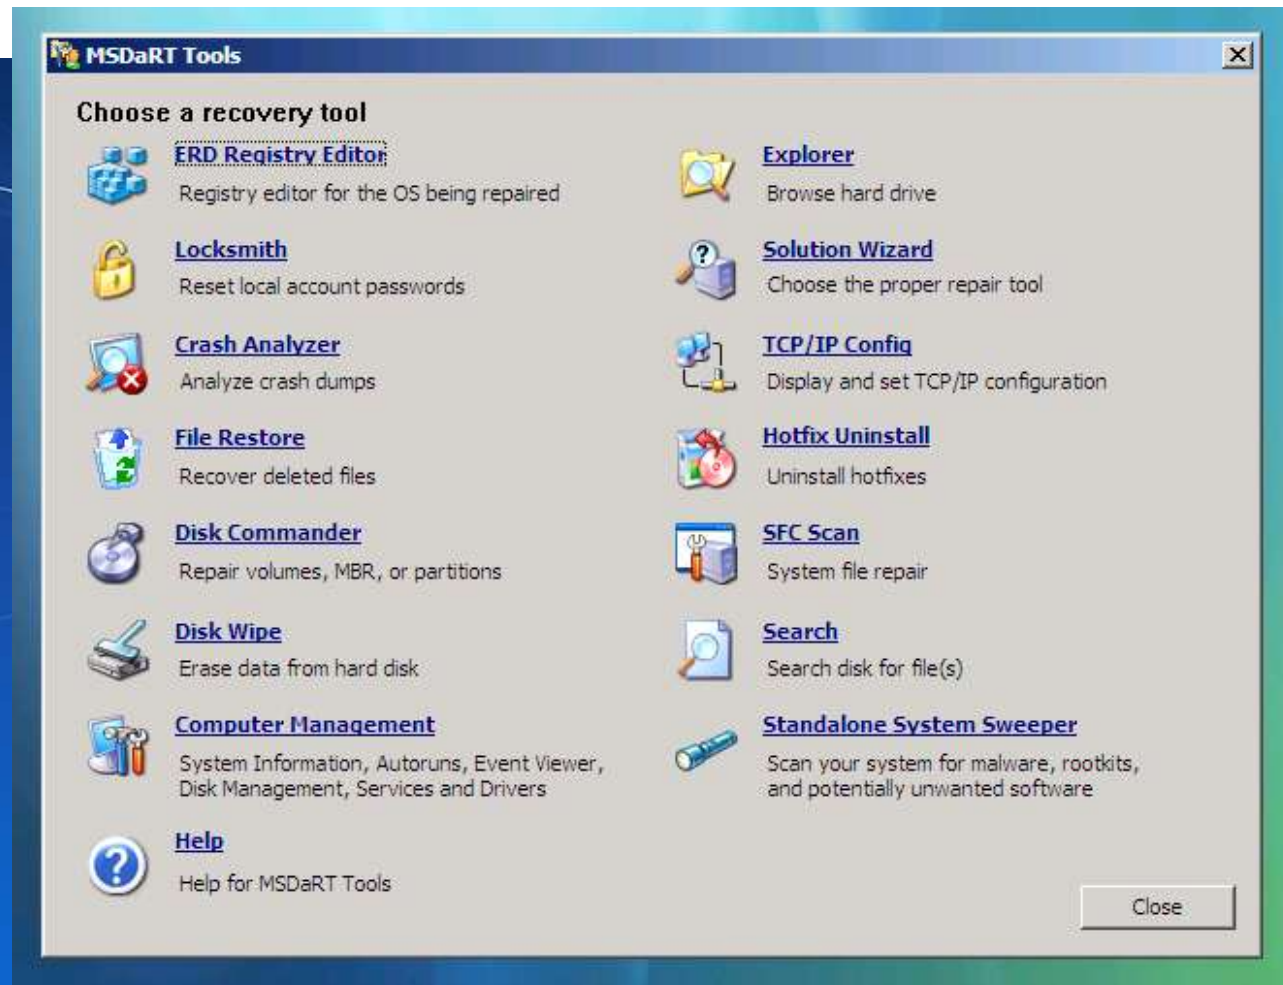 MSDaRT Tools
Choose a recovery tool
ERD Registry Editor
Registry editor for the OS being repaired
Locksmith
Reset local account passwords
Crash Analyzer
Analyze crash dumps
File Restore
Recover deleted files
Disk Commander
Repair volumes, MBR, or partitions
Disk Wipe
Erase data from hard disk
Computer Management
System Information, Autoruns, Event Viewer,
Disk Management, Services and Drivers
Help
Help for MSDaRT Tools
Explorer
Browse hard drive
Solution Wizard
Choose the proper repair tool
TCP/IP Config
Display and set TCP/IP configuration
Hotfix Uninstall
Uninstall hotfixes
SFC Scan
System file repair
Search
Search disk for file(s)
Standalone System Sweeper
Scan your system for malware, rootkits,
and potentially unwanted software
Close